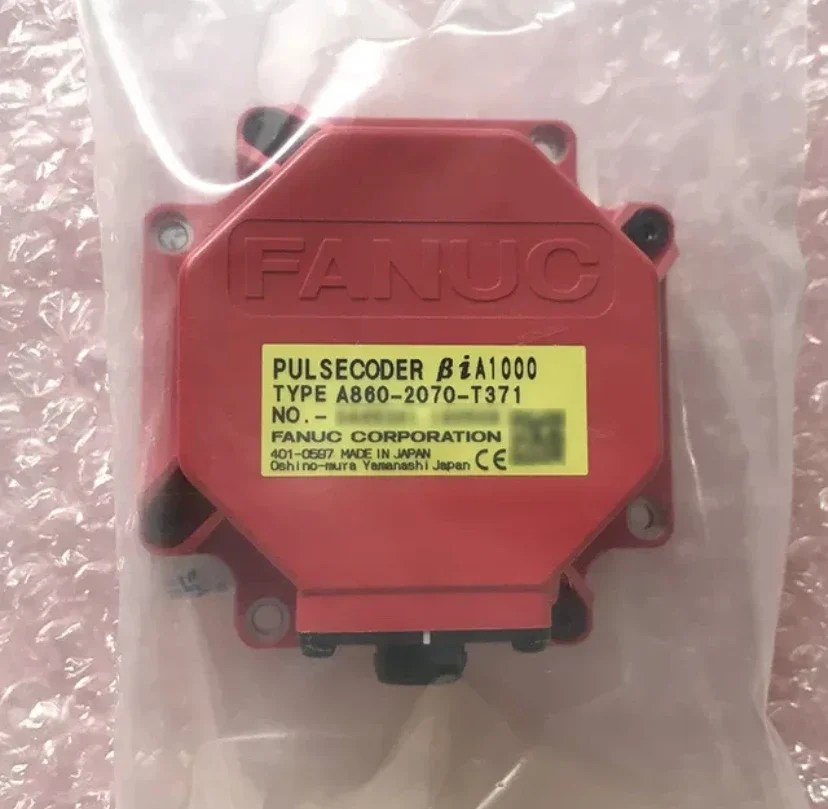 FANUC
PULSECODER βiA1000
TYPE A860-2070-T371
NO.-
FANUC CORPORATION
401-0597 MADE IN JAPAN
Oshino-mura Yamanashi Japan CE